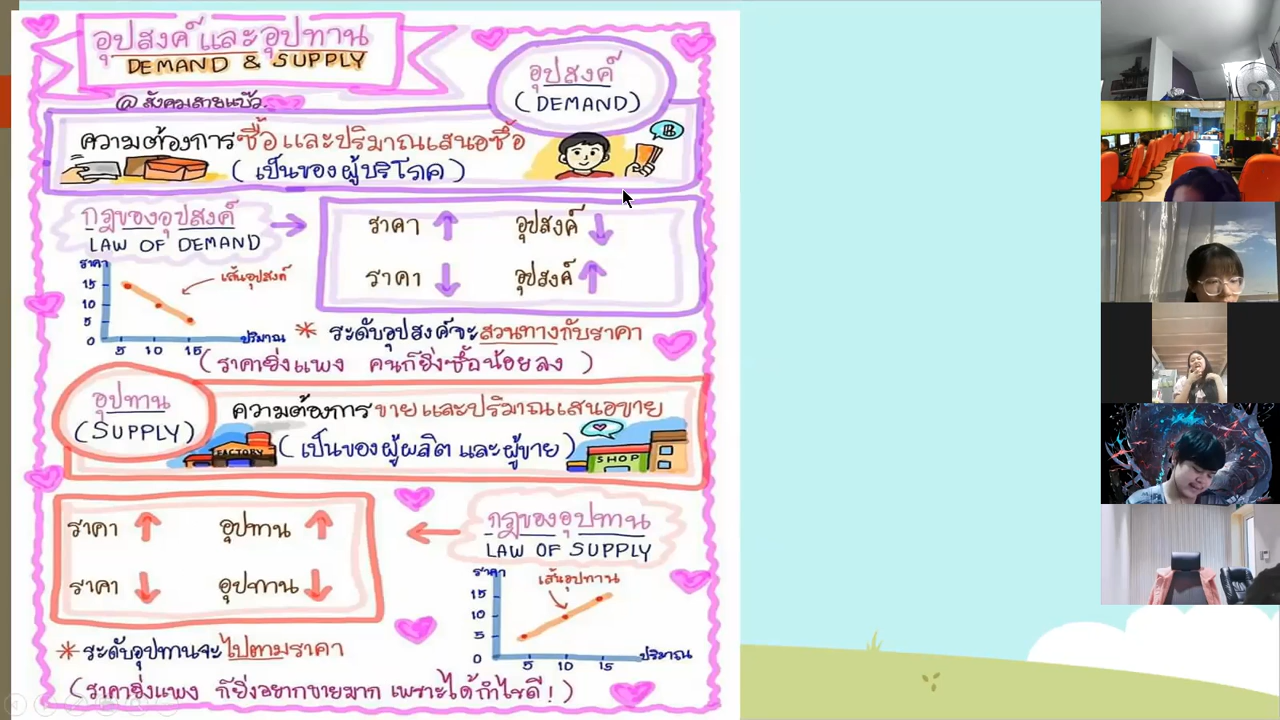 อุปสงค์และอุปทาน
DEMAND & SUPPLY
@สังคมสายแบ๊ว.
อุปสงค์
(DEMAND)
ความต้องการซื้อและปริมาณเสนอซื้อ
(เป็นของผู้บริโภค)
กฎของอุปสงค์
LAW OF DEMAND
ราคา ↑ อุปสงค์ ↓
ราคา ↓ อุปสงค์ ↑
ราคา
เส้นอุปสงค์
15
10
5
0
5 10 15
ปริมาณ
* ระดับอุปสงค์จะสวนทางกับราคา
(ราคายิ่งแพง คนก็ยิ่งซื้อน้อยลง)
อุปทาน
(SUPPLY)
ความต้องการขายและปริมาณเสนอขาย
(เป็นของผู้ผลิต และผู้ขาย)
FACTORY
SHOP
ราคา ↑ อุปทาน ↑
ราคา ↓ อุปทาน ↓
กฎของอุปทาน
LAW OF SUPPLY
ราคา
เส้นอุปทาน
15
10
5
0
5 10 15
ปริมาณ
* ระดับอุปทานจะไปตามราคา
(ราคายิ่งแพง ก็ยิ่งอยากขายมาก เพราะได้กำไรดี!)